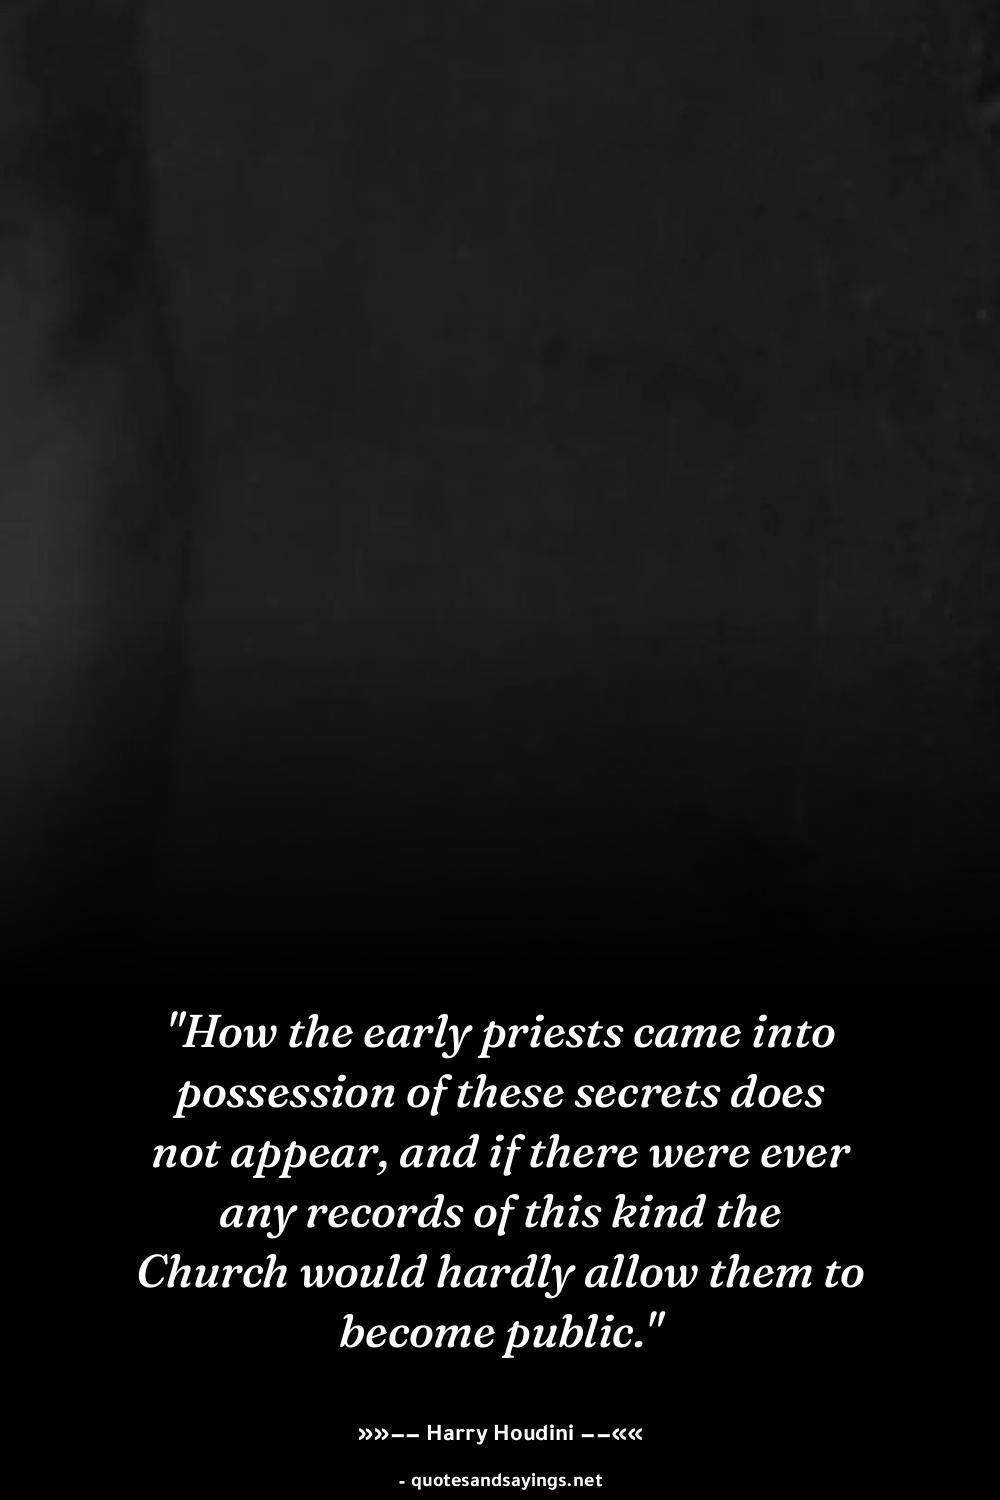 "How the early priests came into
possession of these secrets does
not appear, and if there were ever
any records of this kind the
Church would hardly allow them to
become public."
»»−− Harry Houdini −−««
- quotesandsayings.net